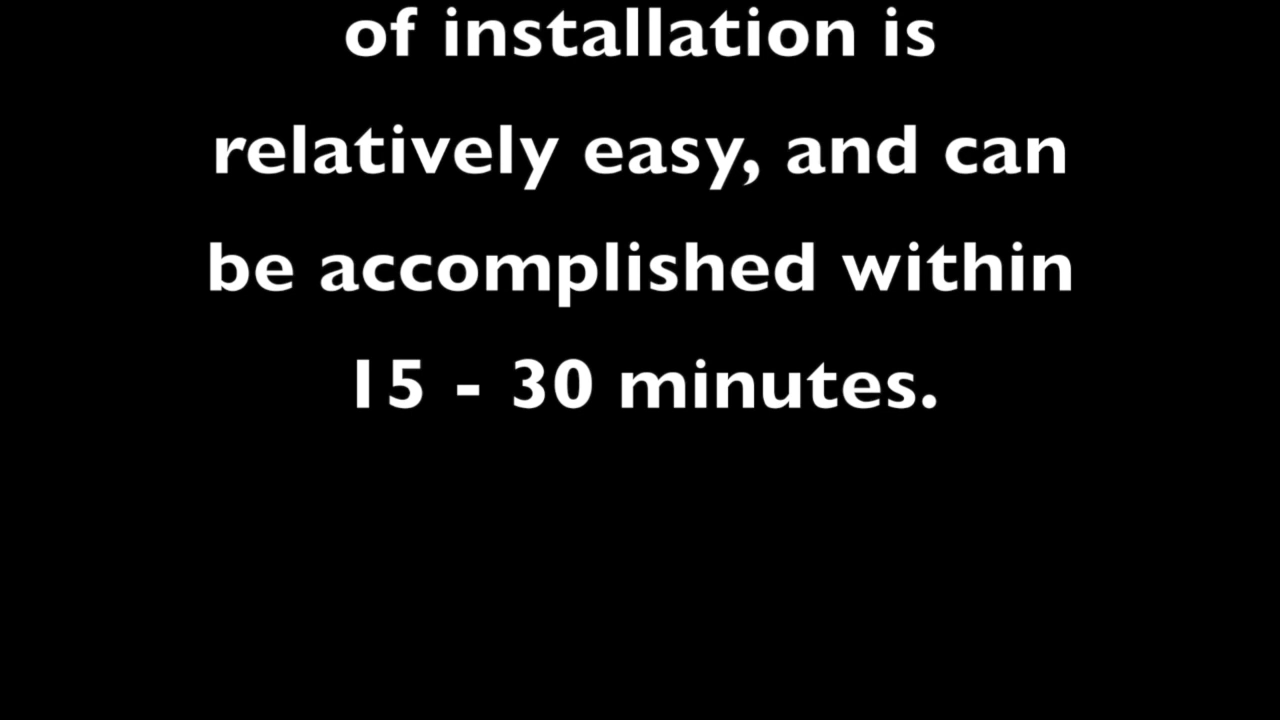 of installation is
relatively easy, and can
be accomplished within
15 - 30 minutes.